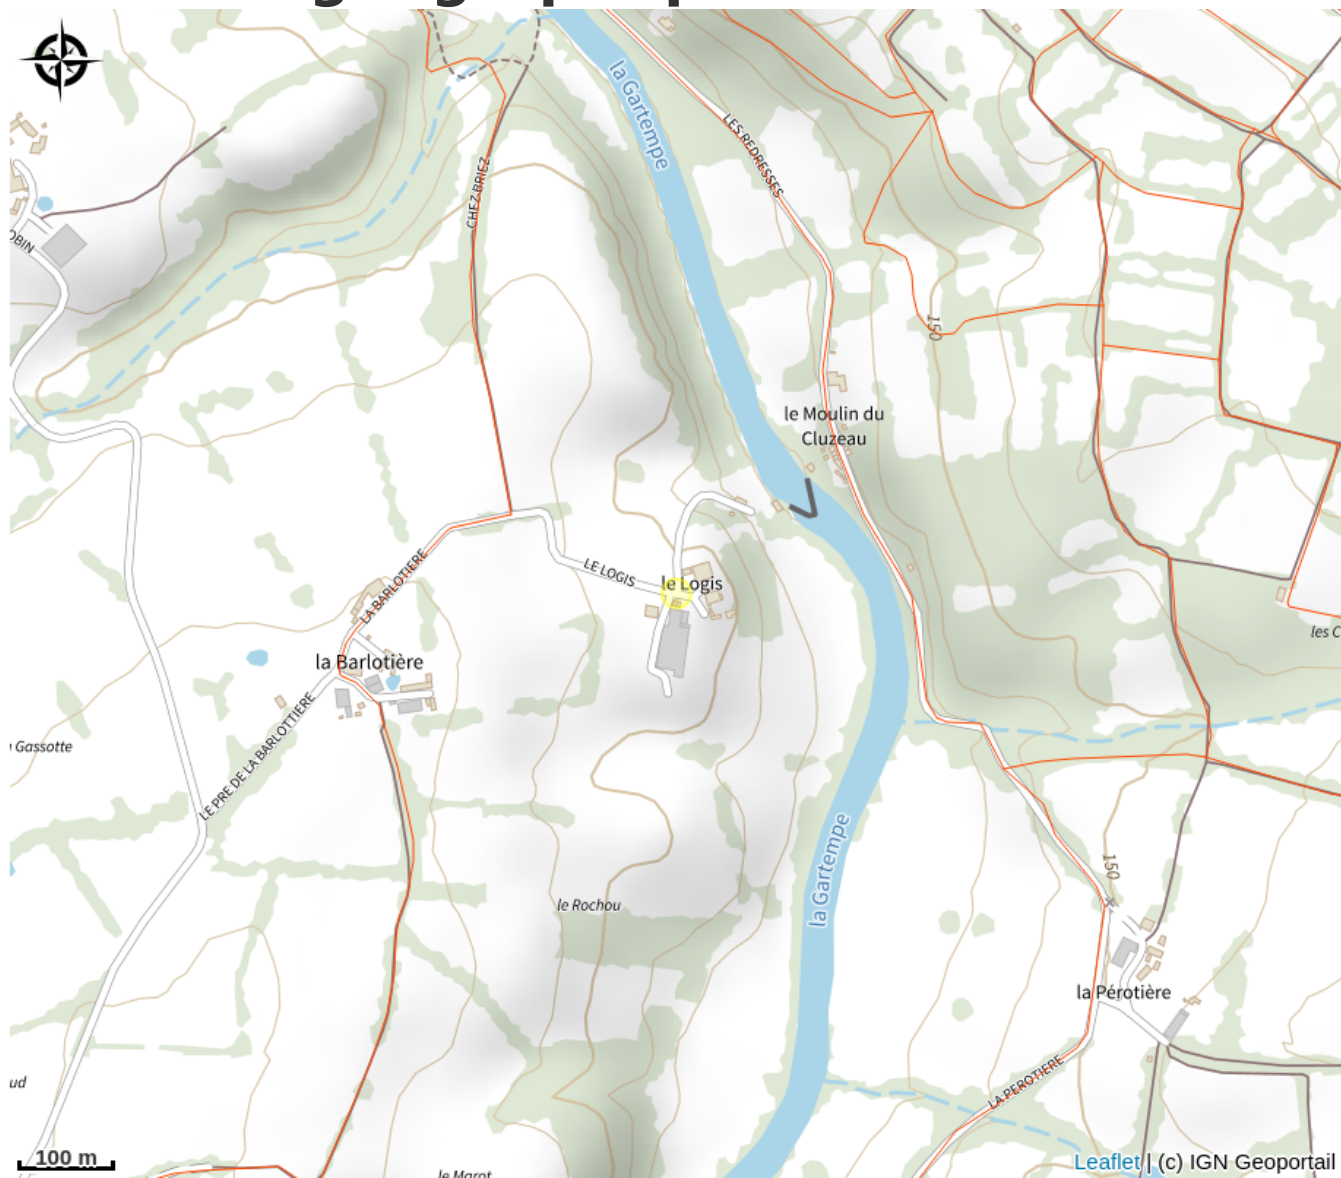 la Gartempe
LES REDRESSES
CHEZ BRIEZ
OBIN
150
le Moulin du
Cluzeau
LE LOGIS
le Logis
LA BARLOTIERE
la Barlotière
LE PRE DE LA BARLOTTIERE
Gassotte
les C
la Gartempe
150
le Rochou
la Pérotière
LA PEROTIERE
ud
100 m
le Marot
Leaflet | (c) IGN Geoportail